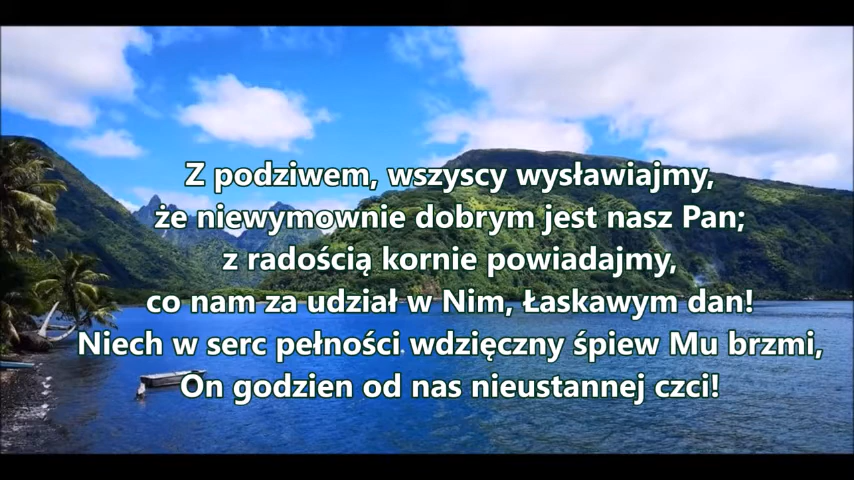 Z podziwem, wszyscy wysławiajmy,
że niewymownie dobrym jest nasz Pan;
z radością kornie powiadajmy,
co nam za udział w Nim, Łaskawym dan!
Niech w serc pełności wdzięczny śpiew Mu brzmi,
On godzien od nas nieustannej czci!